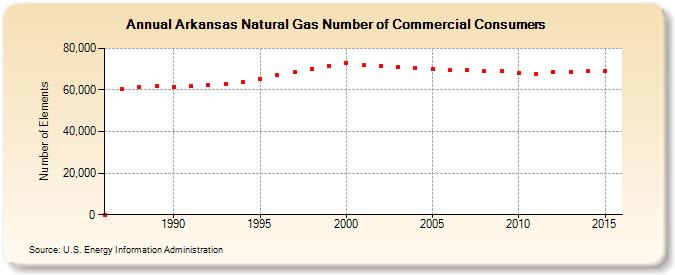 Annual Arkansas Natural Gas Number of Commercial Consumers
Number of Elements
80,000
60,000
40,000
20,000
0
1990 1995 2000 2005 2010 2015
Source: U.S. Energy Information Administration